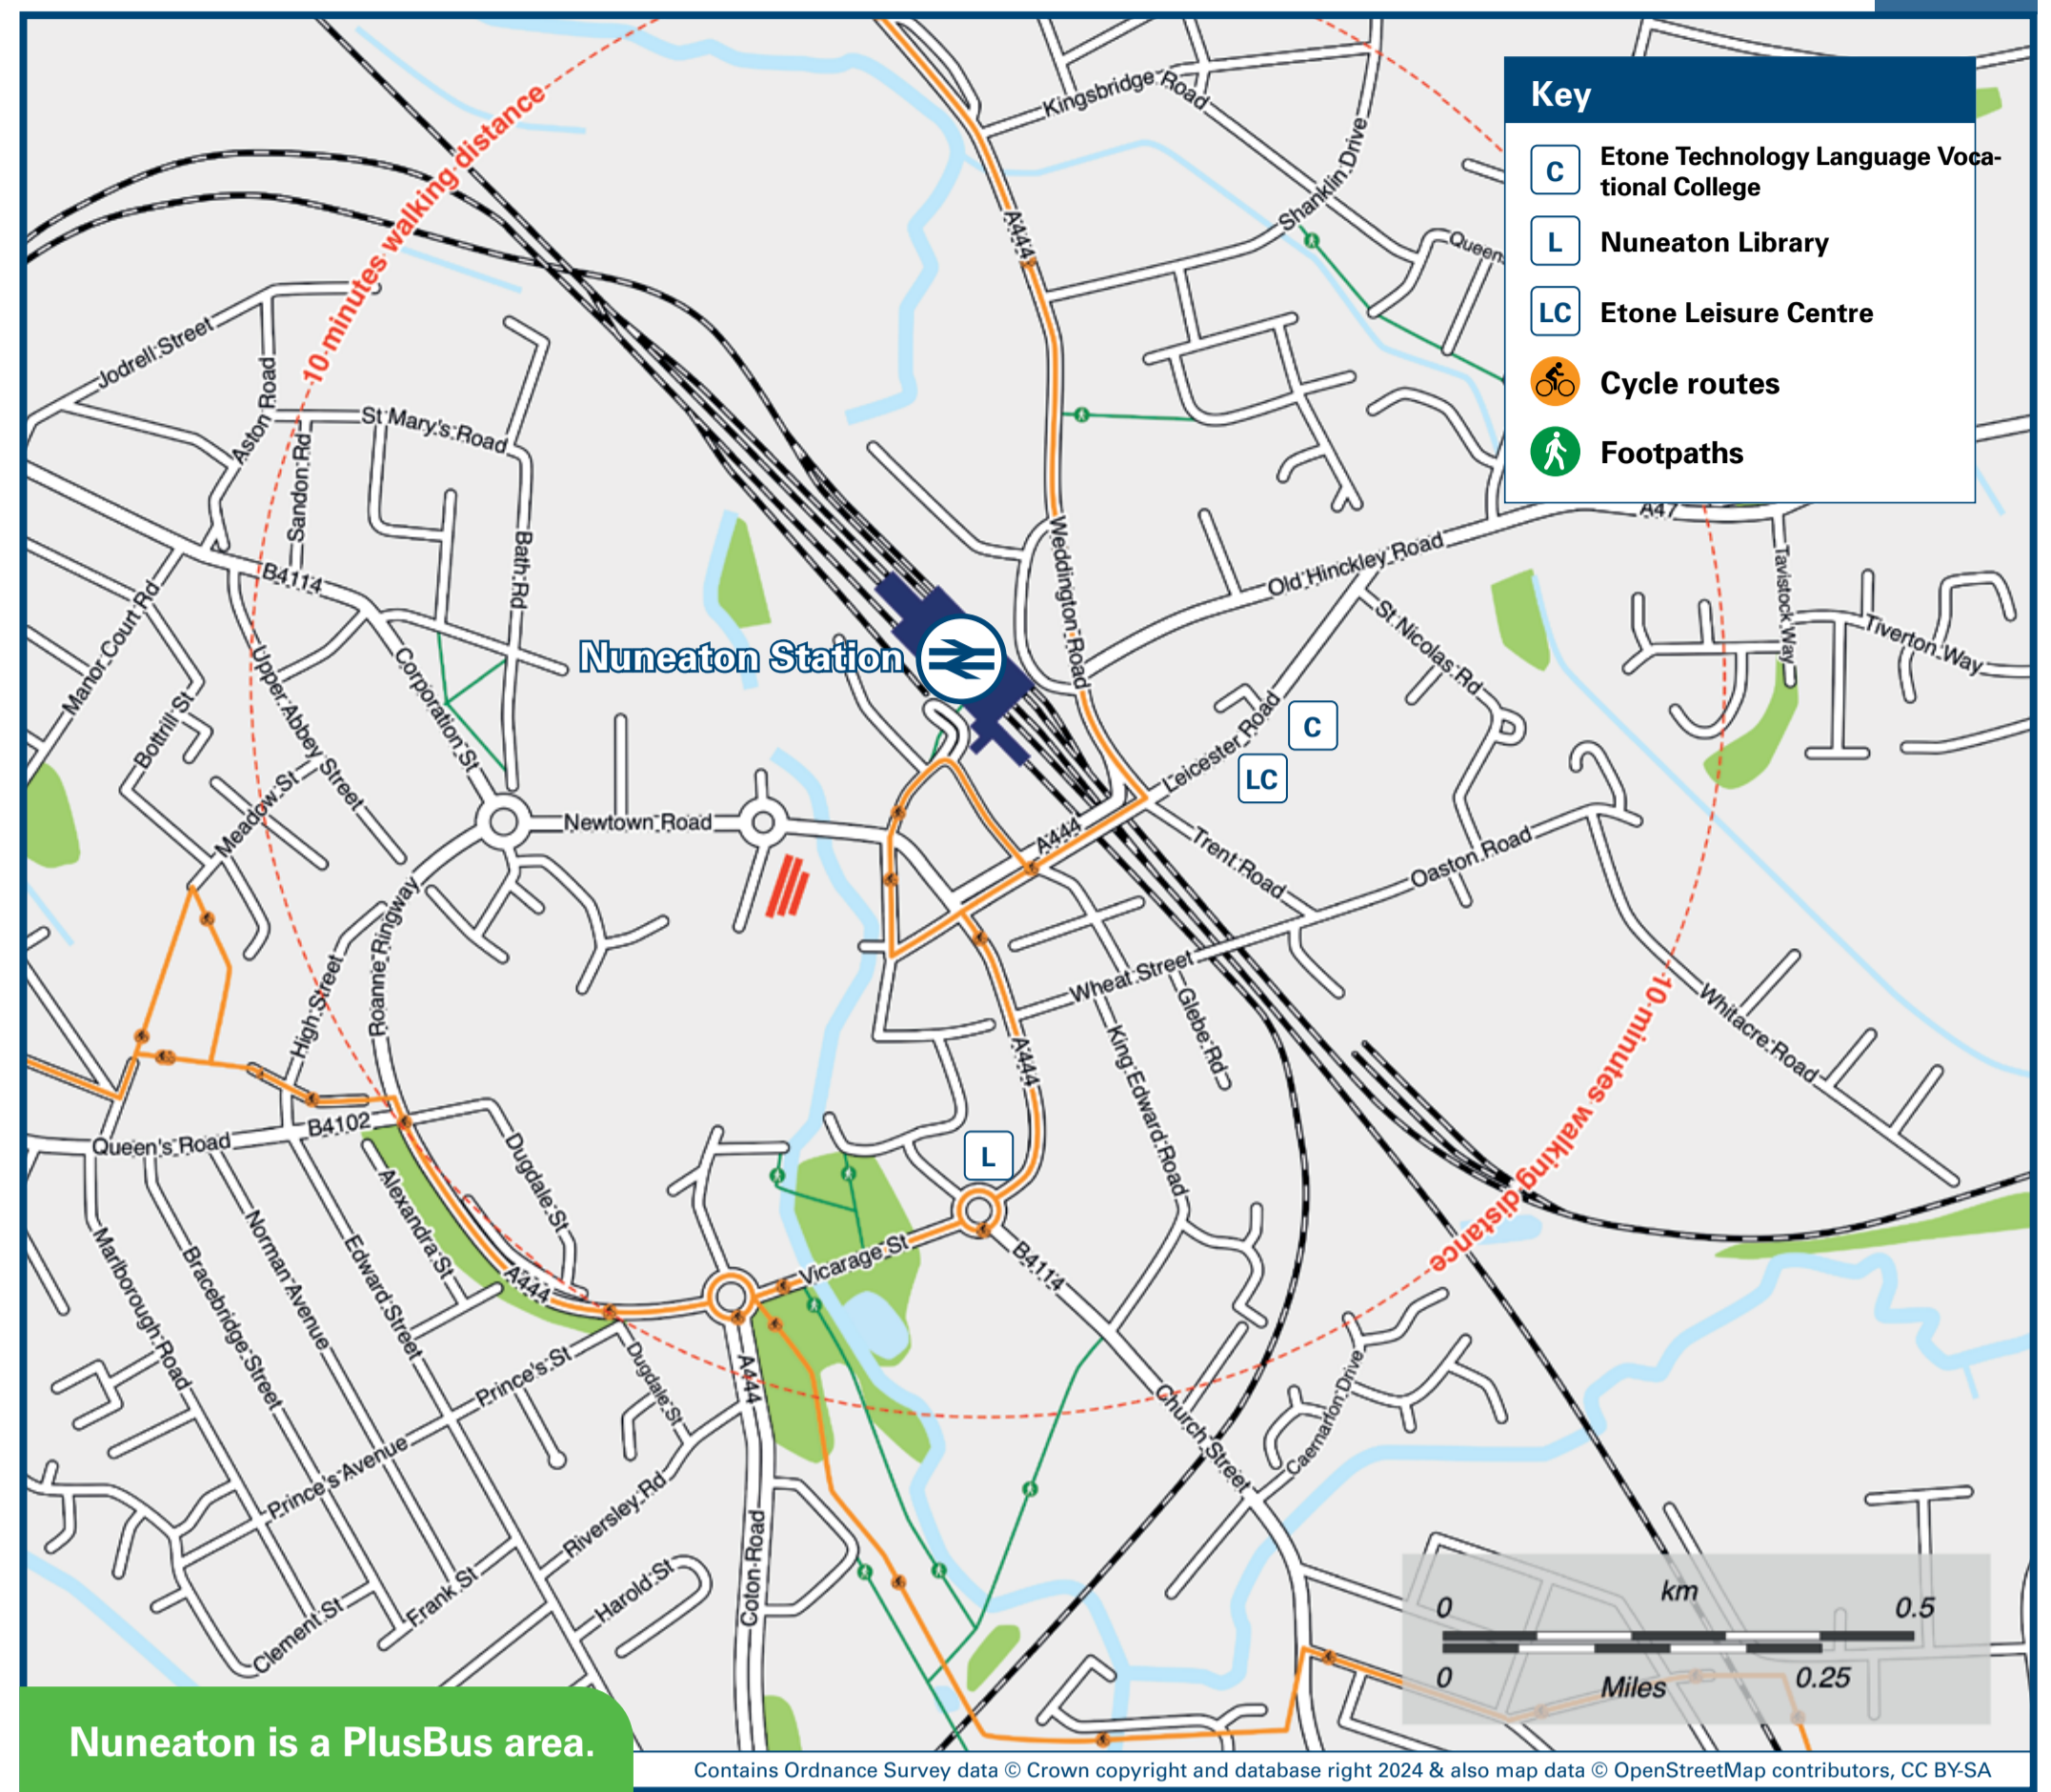 Key
C
Etone Technology Language Voca-
tional College
L
Nuneaton Library
LC
Etone Leisure Centre
Cycle routes
Footpaths
10 minutes walking distance
Kingsbridge Road
Shanklin Drive
A444
Jodrell Street
Aston Road
St Mary's Road
Sandon Rd
Bath Rd
B4114
A47
Weddington Road
Old Hinckley Road
Tavistock Way
Tiverton Way
Manor Court Rd
Upper Abbey Street
Corporation St
Nuneaton Station
St Nicolas Rd
Bottrill St
Leicester Road
C
LC
Meadow St
Newtown Road
A444
Trent Road
Oaston Road
High Street
Roanne Ringway
Wheat Street
Glebe Rd
Whitacre Road
King Edward Road
A444
10 minutes walking distance
Queen's Road
B4102
L
Dugdale St
Alexandra St
Marlborough Road
Bracebridge Street
Norman Avenue
Edward Street
A444
Vicarage St
B4114
Prince's St
Dugdale St
A444
Church Street
Caernarfon Drive
Prince's Avenue
Riversley Rd
Coton Road
Harold St
Frank St
Clement St
km
0
0.5
0
Miles
0.25
Nuneaton is a PlusBus area.
Contains Ordnance Survey data © Crown copyright and database right 2024 & also map data © OpenStreetMap contributors, CC BY-SA